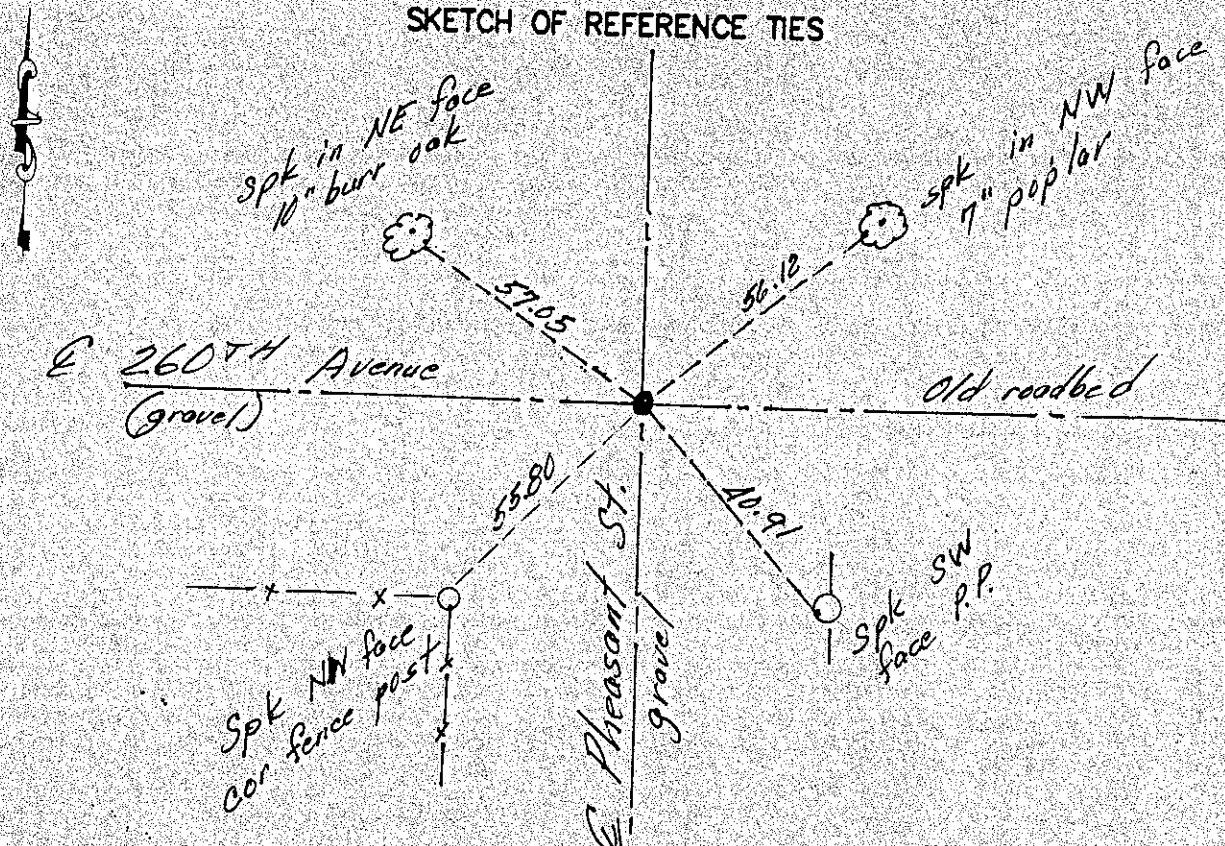 SKETCH OF REFERENCE TIES
spk in NE face
10" burr oak
spk in NW face
7" poplar
57.05
56.12
℄ 260TH Avenue
(gravel)
Old roadbed
55.80
40.91
Spk NW face
cor. fence post
℄ Pheasant St.
gravel
Spk SW
face P.P.